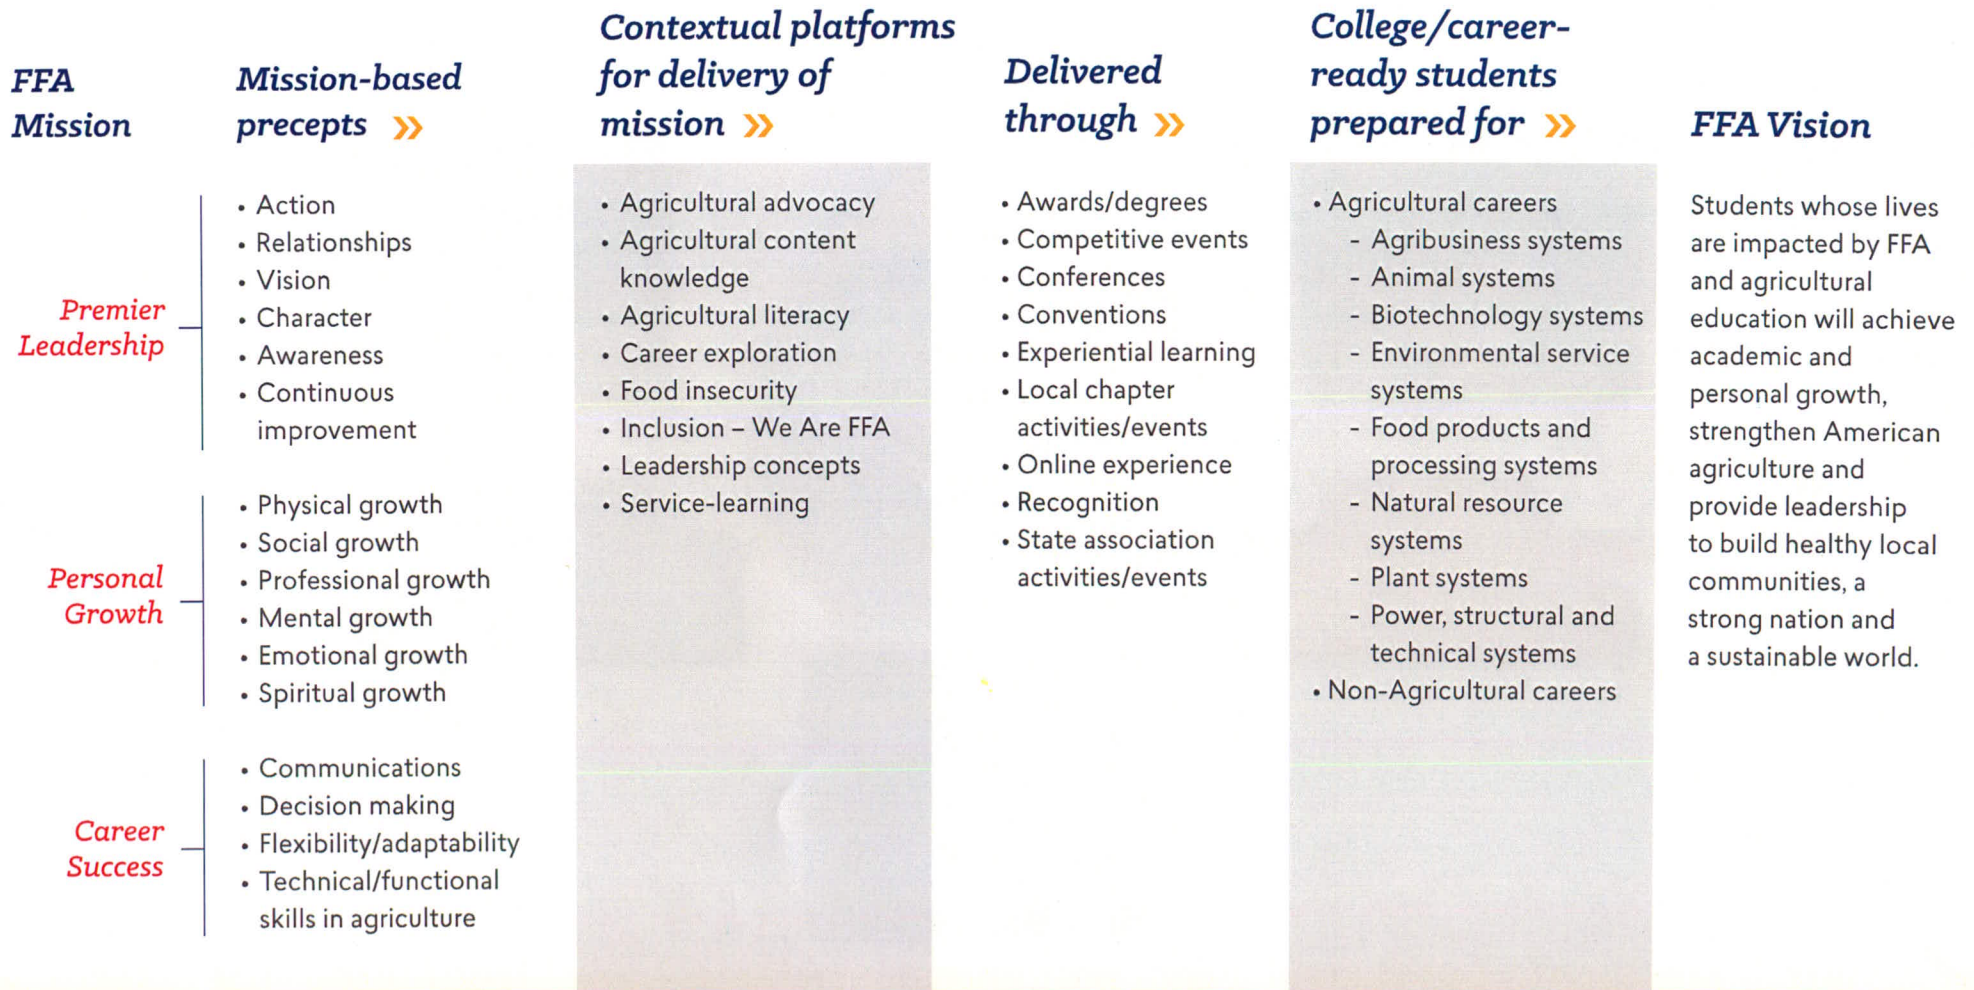 FFA
Mission
Mission-based
precepts »
Contextual platforms
for delivery of
mission »
Delivered
through »
College/career-
ready students
prepared for »
FFA Vision
Premier
Leadership
• Action
• Relationships
• Vision
• Character
• Awareness
• Continuous
improvement
Personal
Growth
• Physical growth
• Social growth
• Professional growth
• Mental growth
• Emotional growth
• Spiritual growth
Career
Success
• Communications
• Decision making
• Flexibility/adaptability
• Technical/functional
skills in agriculture
• Agricultural advocacy
• Agricultural content
knowledge
• Agricultural literacy
• Career exploration
• Food insecurity
• Inclusion – We Are FFA
• Leadership concepts
• Service-learning
• Awards/degrees
• Competitive events
• Conferences
• Conventions
• Experiential learning
• Local chapter
activities/events
• Online experience
• Recognition
• State association
activities/events
• Agricultural careers
- Agribusiness systems
- Animal systems
- Biotechnology systems
- Environmental service
systems
- Food products and
processing systems
- Natural resource
systems
- Plant systems
- Power, structural and
technical systems
• Non-Agricultural careers
Students whose lives
are impacted by FFA
and agricultural
education will achieve
academic and
personal growth,
strengthen American
agriculture and
provide leadership
to build healthy local
communities, a
strong nation and
a sustainable world.